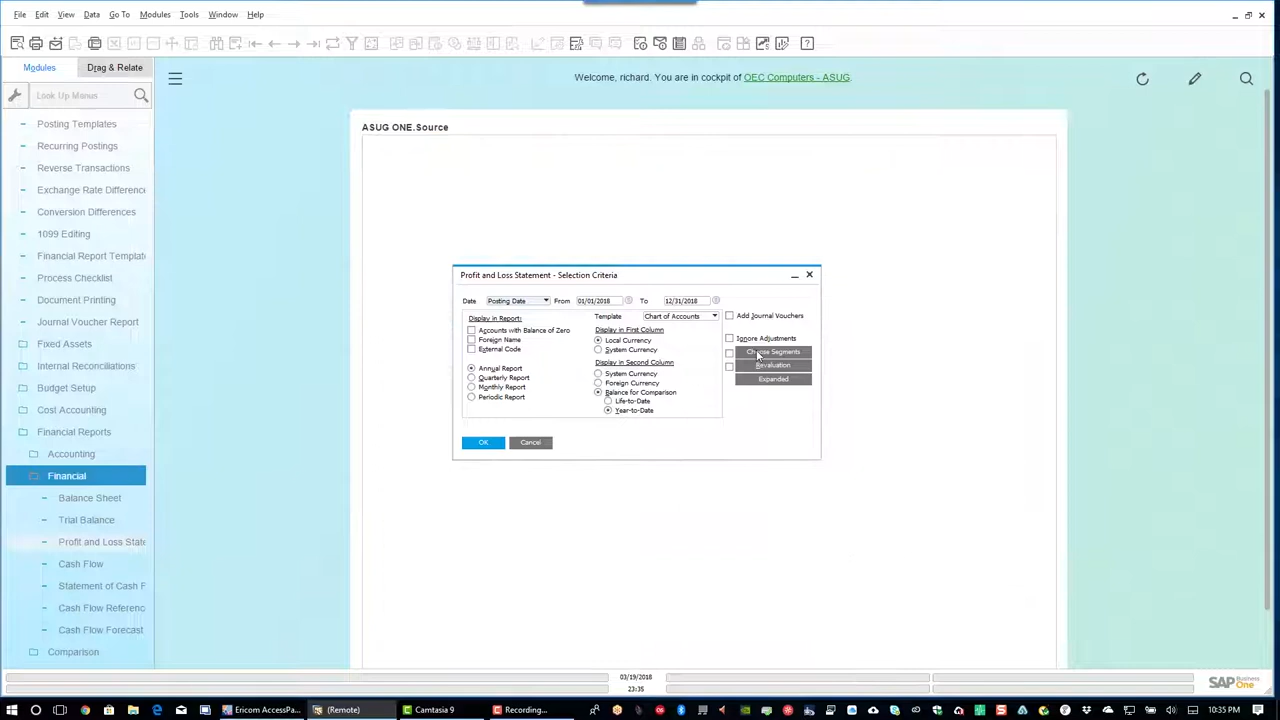 File Edit View Data Go To Modules Tools Window Help
Modules Drag & Relate
Welcome, richard. You are in cockpit of OEC Computers - ASUG.
Look Up Menus
ASUG ONE.Source
Posting Templates
Recurring Postings
Reverse Transactions
Exchange Rate Difference
Conversion Differences
1099 Editing
Financial Report Templat
Process Checklist
Document Printing
Journal Voucher Report
Fixed Assets
Internal Reconciliations
Budget Setup
Cost Accounting
Financial Reports
Accounting
Financial
Balance Sheet
Trial Balance
Profit and Loss State
Cash Flow
Statement of Cash F
Cash Flow Referenc
Cash Flow Forecast
Comparison
Profit and Loss Statement - Selection Criteria
Date Posting Date From 01/01/2018 To 12/31/2018
Display in Report:
Accounts with Balance of Zero
Foreign Name
External Code
Annual Report
Quarterly Report
Monthly Report
Periodic Report
Template Chart of Accounts
Display in First Column
Local Currency
System Currency
Display in Second Column
System Currency
Foreign Currency
Balance for Comparison
Life-to-Date
Year-to-Date
Add Journal Vouchers
Ignore Adjustments
Choose Segments
Revaluation
Expanded
OK Cancel
03/19/2018
23:35
SAP Business One
Ericom AccessPa... (Remote) Camtasia 9 Recording... 10:35 PM